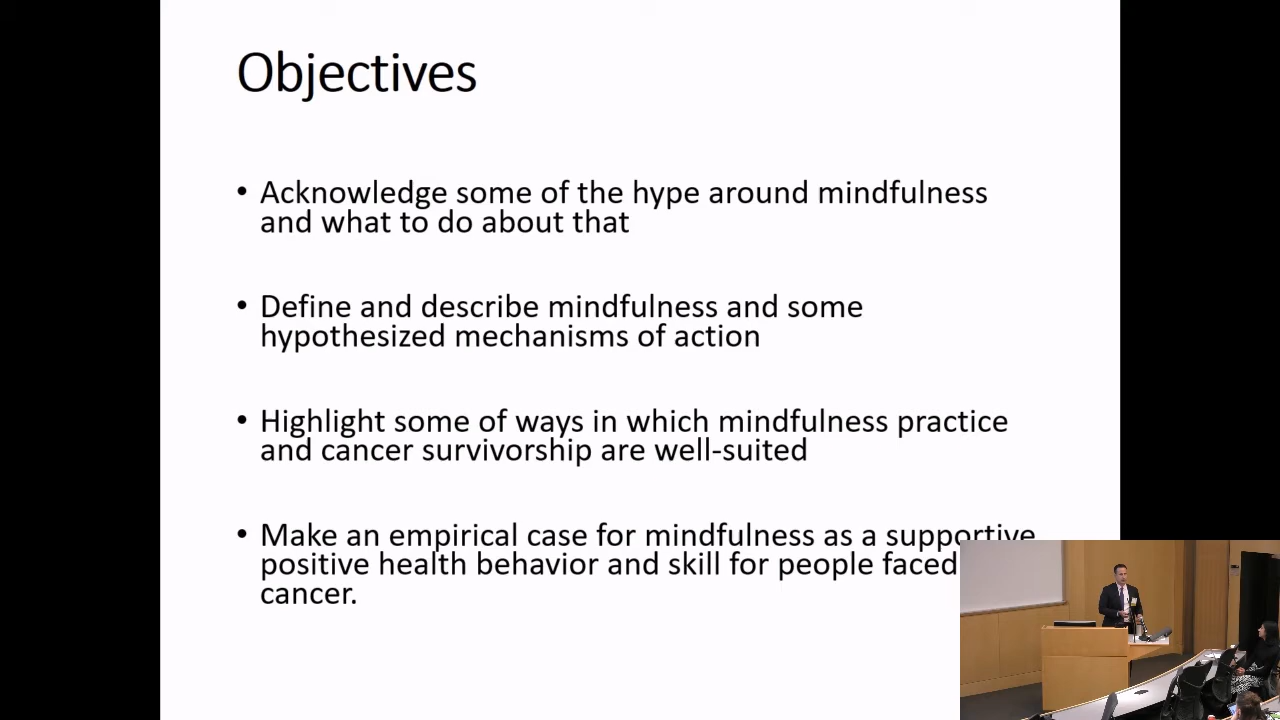 Objectives
• Acknowledge some of the hype around mindfulness
and what to do about that
• Define and describe mindfulness and some
hypothesized mechanisms of action
• Highlight some of ways in which mindfulness practice
and cancer survivorship are well-suited
• Make an empirical case for mindfulness as a supportive
positive health behavior and skill for people faced
cancer.